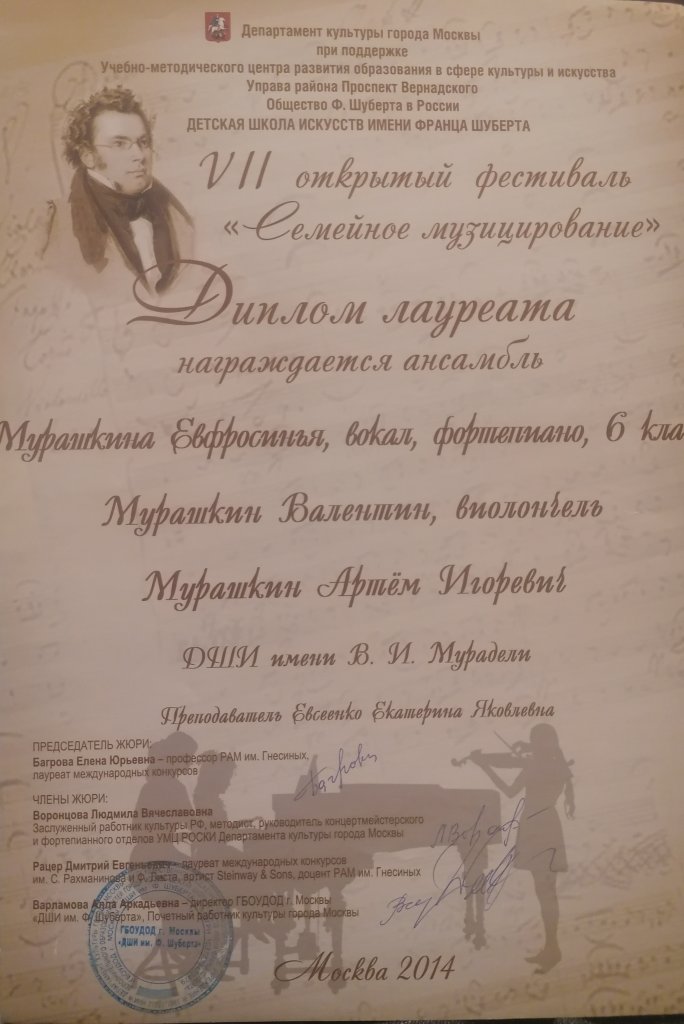 Департамент культуры города Москвы
при поддержке
Учебно-методического центра развития образования в сфере культуры и искусства
Управа района Проспект Вернадского
Общество Ф. Шуберта в России
ДЕТСКАЯ ШКОЛА ИСКУССТВ ИМЕНИ ФРАНЦА ШУБЕРТА
VII открытый фестиваль
«Семейное музицирование»
Диплом лауреата
награждается ансамбль
Мурашкина Евфросинья, вокал, фортепиано, 6 кла
Мурашкин Валентин, виолончель
Мурашкин Артём Игоревич
ДШИ имени В. И. Мурадели
Преподаватель Евсеенко Екатерина Яковлевна
ПРЕДСЕДАТЕЛЬ ЖЮРИ:
Багрова Елена Юрьевна – профессор РАМ им. Гнесиных,
лауреат международных конкурсов
ЧЛЕНЫ ЖЮРИ:
Воронцова Людмила Вячеславовна
Заслуженный работник культуры РФ, методист, руководитель концертмейстерского
и фортепианного отделов УМЦ РОСКИ Департамента культуры города Москвы
Рацер Дмитрий Евгеньевич – лауреат международных конкурсов
им. С. Рахманинова и Ф. Листа, артист Steinway & Sons, доцент РАМ им. Гнесиных
Варламова Алла Аркадьевна – директор ГБОУДОД г. Москвы
«ДШИ им. Ф. Шуберта», Почетный работник культуры города Москвы
ГБОУДОД г. Москвы
«ДШИ им. Ф. Шуберта»
Москва 2014